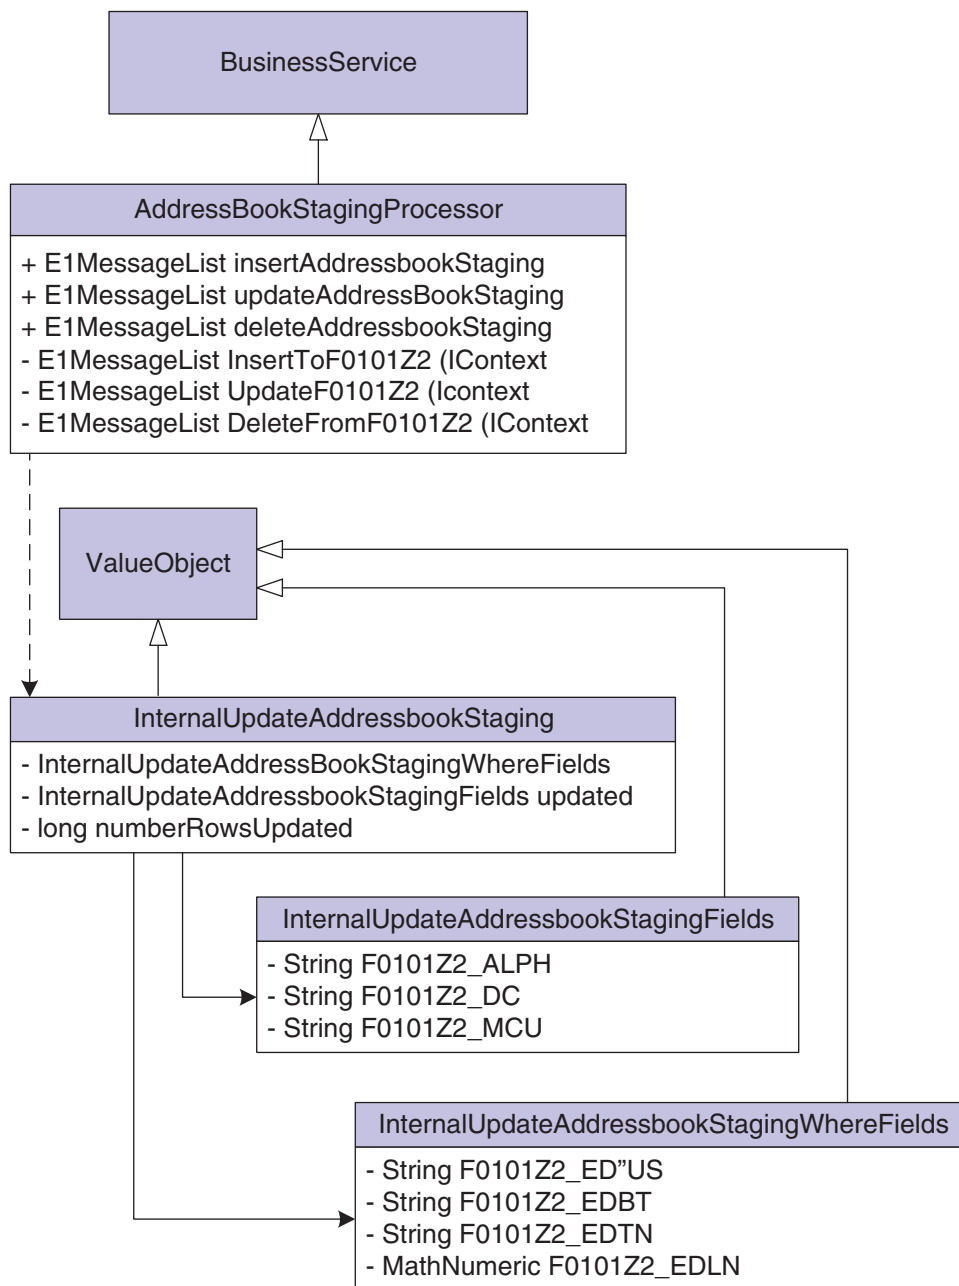 BusinessService
AddressBookStagingProcessor
+ E1MessageList insertAddressbookStaging
+ E1MessageList updateAddressBookStaging
+ E1MessageList deleteAddressbookStaging
- E1MessageList InsertToF0101Z2 (IContext
- E1MessageList UpdateF0101Z2 (Icontext
- E1MessageList DeleteFromF0101Z2 (IContext
ValueObject
InternalUpdateAddressbookStaging
- InternalUpdateAddressBookStagingWhereFields
- InternalUpdateAddressbookStagingFields updated
- long numberRowsUpdated
InternalUpdateAddressbookStagingFields
- String F0101Z2_ALPH
- String F0101Z2_DC
- String F0101Z2_MCU
InternalUpdateAddressbookStagingWhereFields
- String F0101Z2_ED”US
- String F0101Z2_EDBT
- String F0101Z2_EDTN
- MathNumeric F0101Z2_EDLN